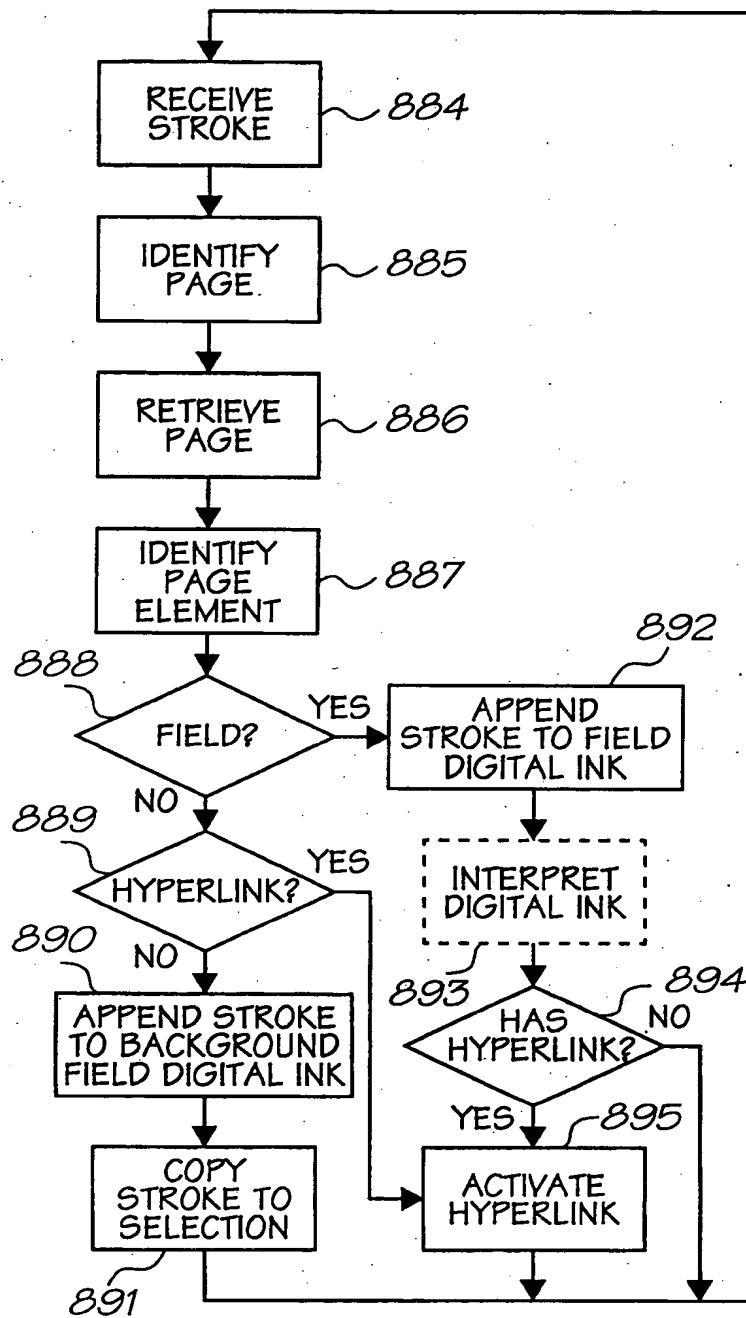 RECEIVE
STROKE
884
IDENTIFY
PAGE.
885
RETRIEVE
PAGE
886
IDENTIFY
PAGE
ELEMENT
887
888
FIELD?
YES
NO
892
APPEND
STROKE TO FIELD
DIGITAL INK
889
HYPERLINK?
YES
NO
INTERPRET
DIGITAL INK
893
890
APPEND STROKE
TO BACKGROUND
FIELD DIGITAL INK
894
HAS
HYPERLINK?
NO
YES
895
COPY
STROKE TO
SELECTION
891
ACTIVATE
HYPERLINK